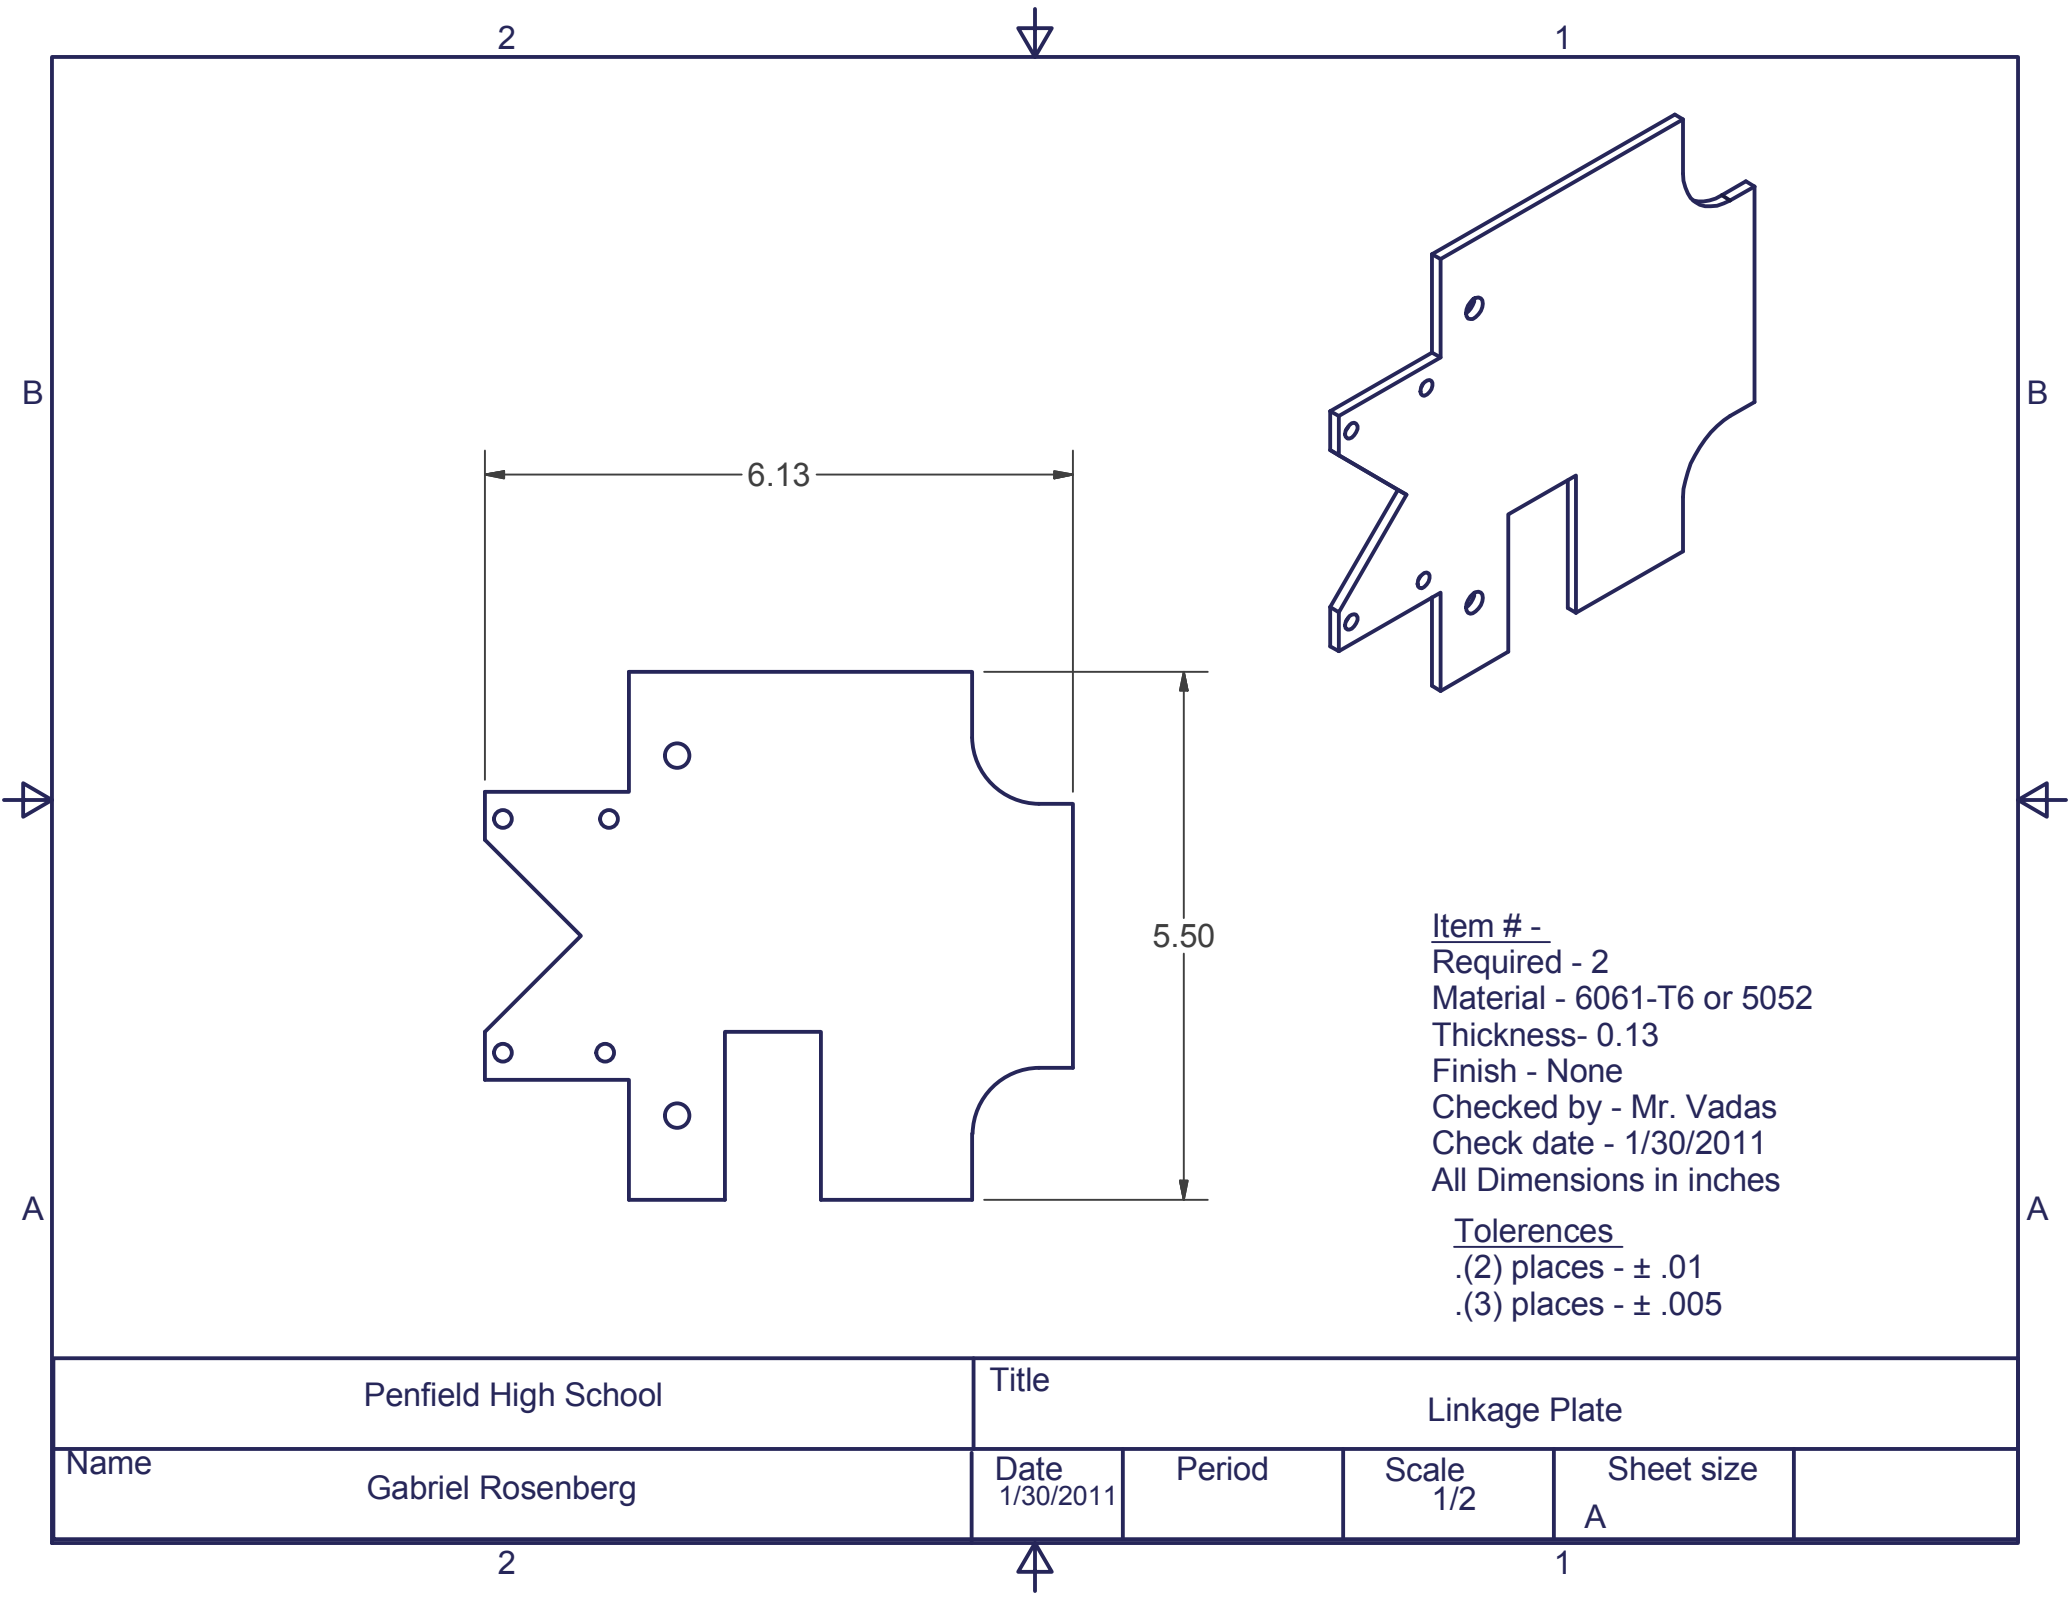 2
1
B
B
6.13
5.50
Item # -
Required - 2
Material - 6061-T6 or 5052
Thickness- 0.13
Finish - None
Checked by - Mr. Vadas
Check date - 1/30/2011
All Dimensions in inches
Tolerences
.(2) places - ± .01
.(3) places - ± .005
A
A
Penfield High School
Title
Linkage Plate
Name
Gabriel Rosenberg
Date
1/30/2011
Period
Scale
1/2
Sheet size
A
2
1